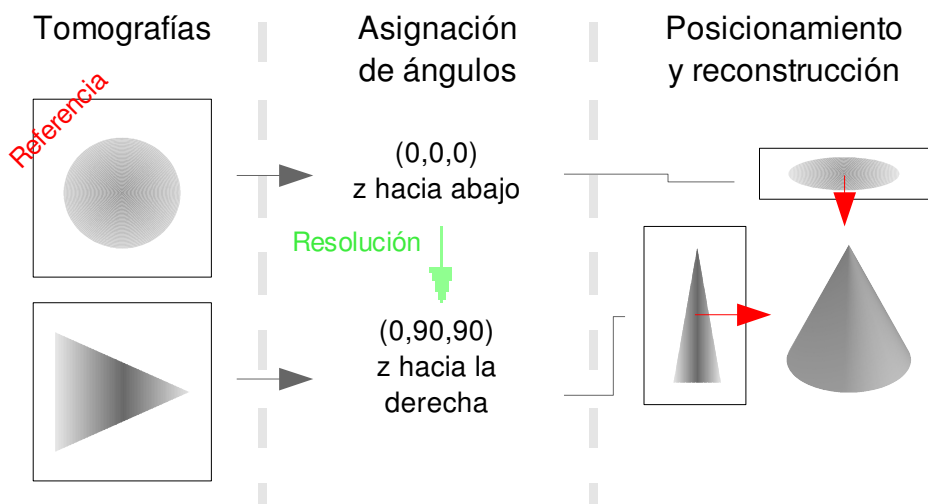 Tomografías
Asignación
de ángulos
Posicionamiento
y reconstrucción
Referencia
(0,0,0)
z hacia abajo
Resolución
(0,90,90)
z hacia la
derecha